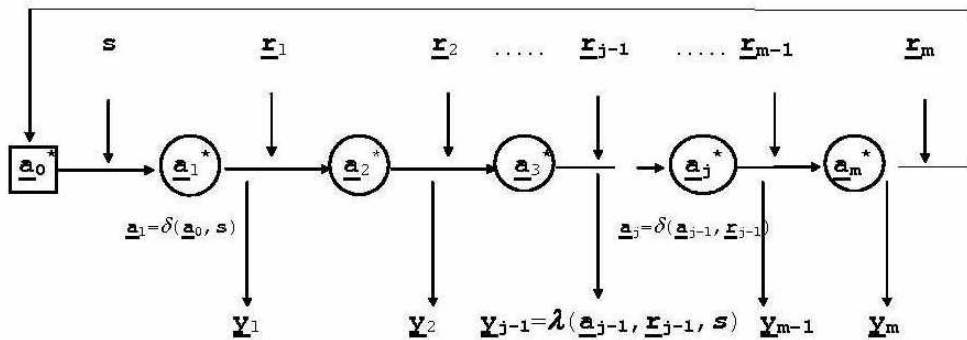 s r₁ r₂ ..... rⱼ₋₁ ..... rₘ₋₁ rₘ
a₀* a₁* a₂* a₃* aⱼ* aₘ*
a₁=δ(a₀,s) aⱼ=δ(aⱼ₋₁,rⱼ₋₁)
y₁ y₂ yⱼ₋₁=λ(aⱼ₋₁,rⱼ₋₁,s) yₘ₋₁ yₘ